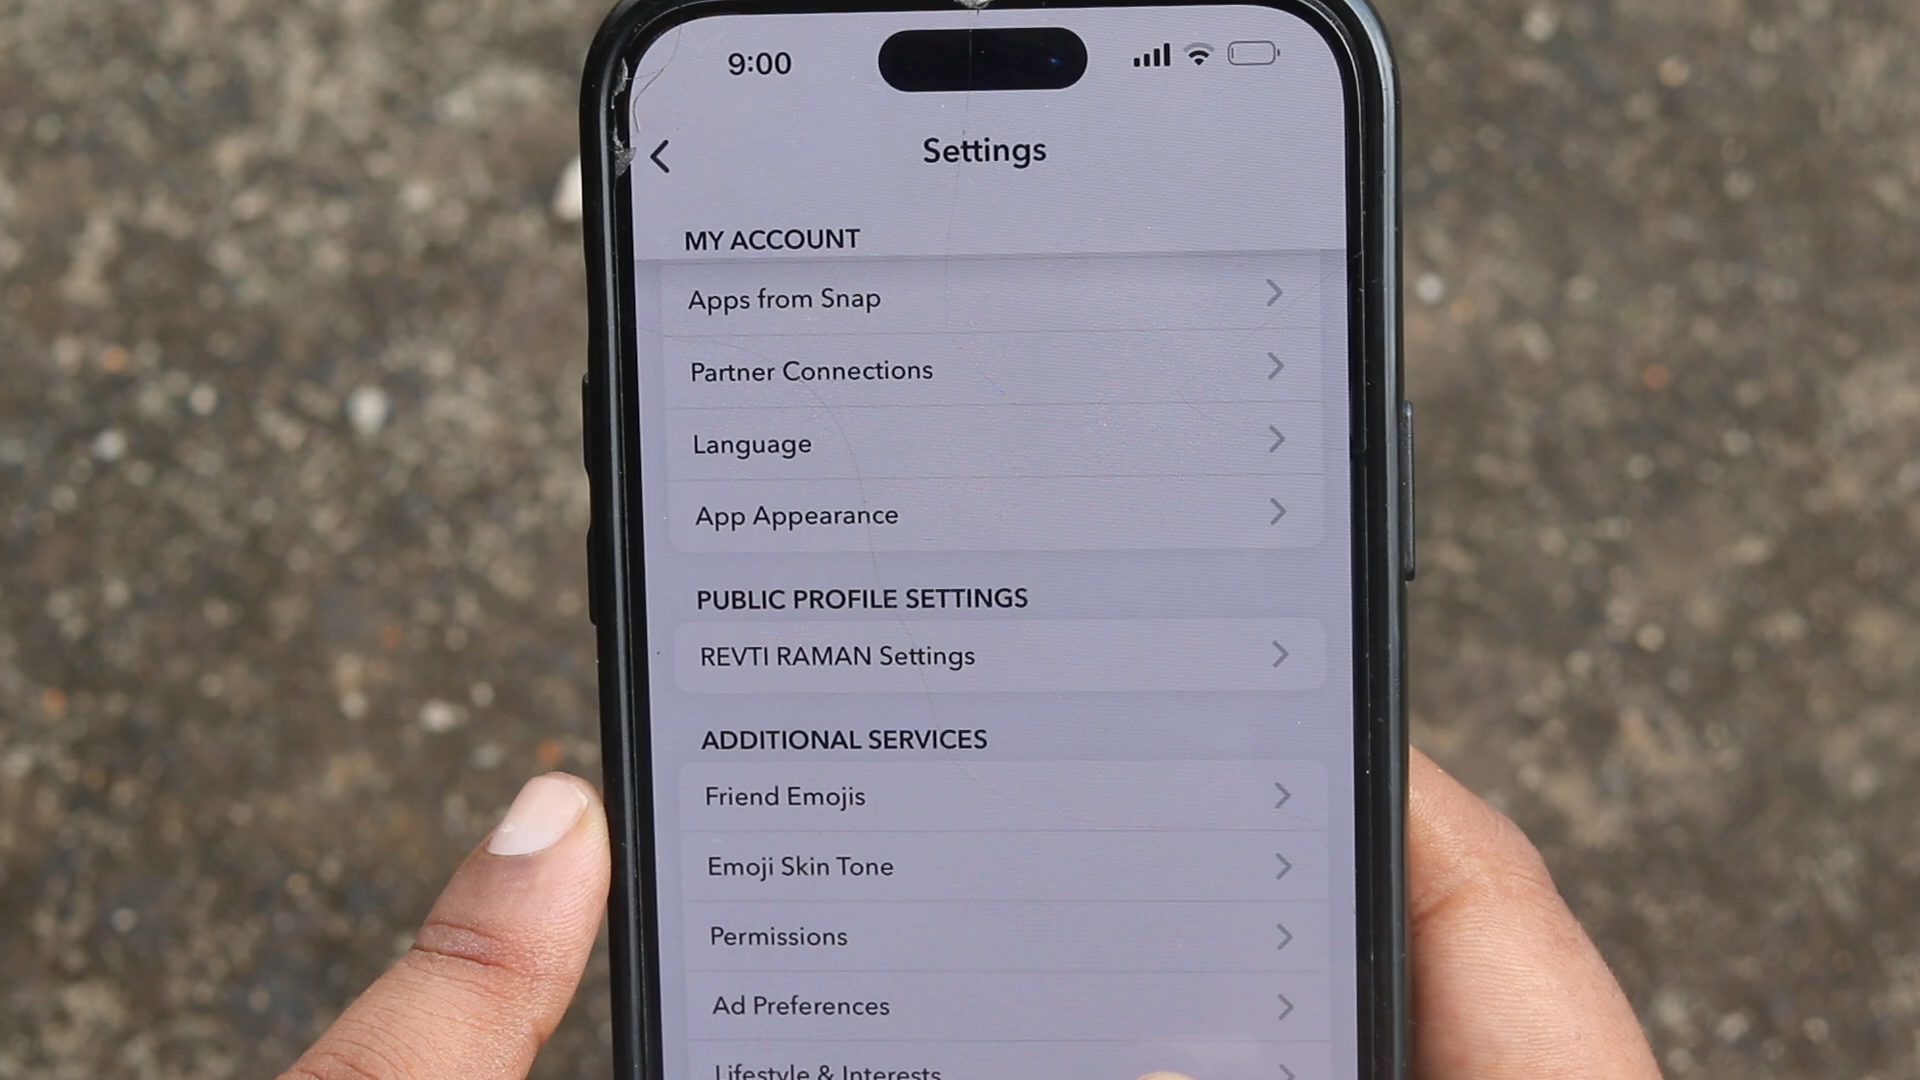 9:00
Settings
MY ACCOUNT
Apps from Snap
Partner Connections
Language
App Appearance
PUBLIC PROFILE SETTINGS
REVTI RAMAN Settings
ADDITIONAL SERVICES
Friend Emojis
Emoji Skin Tone
Permissions
Ad Preferences
Lifestyle & Interests